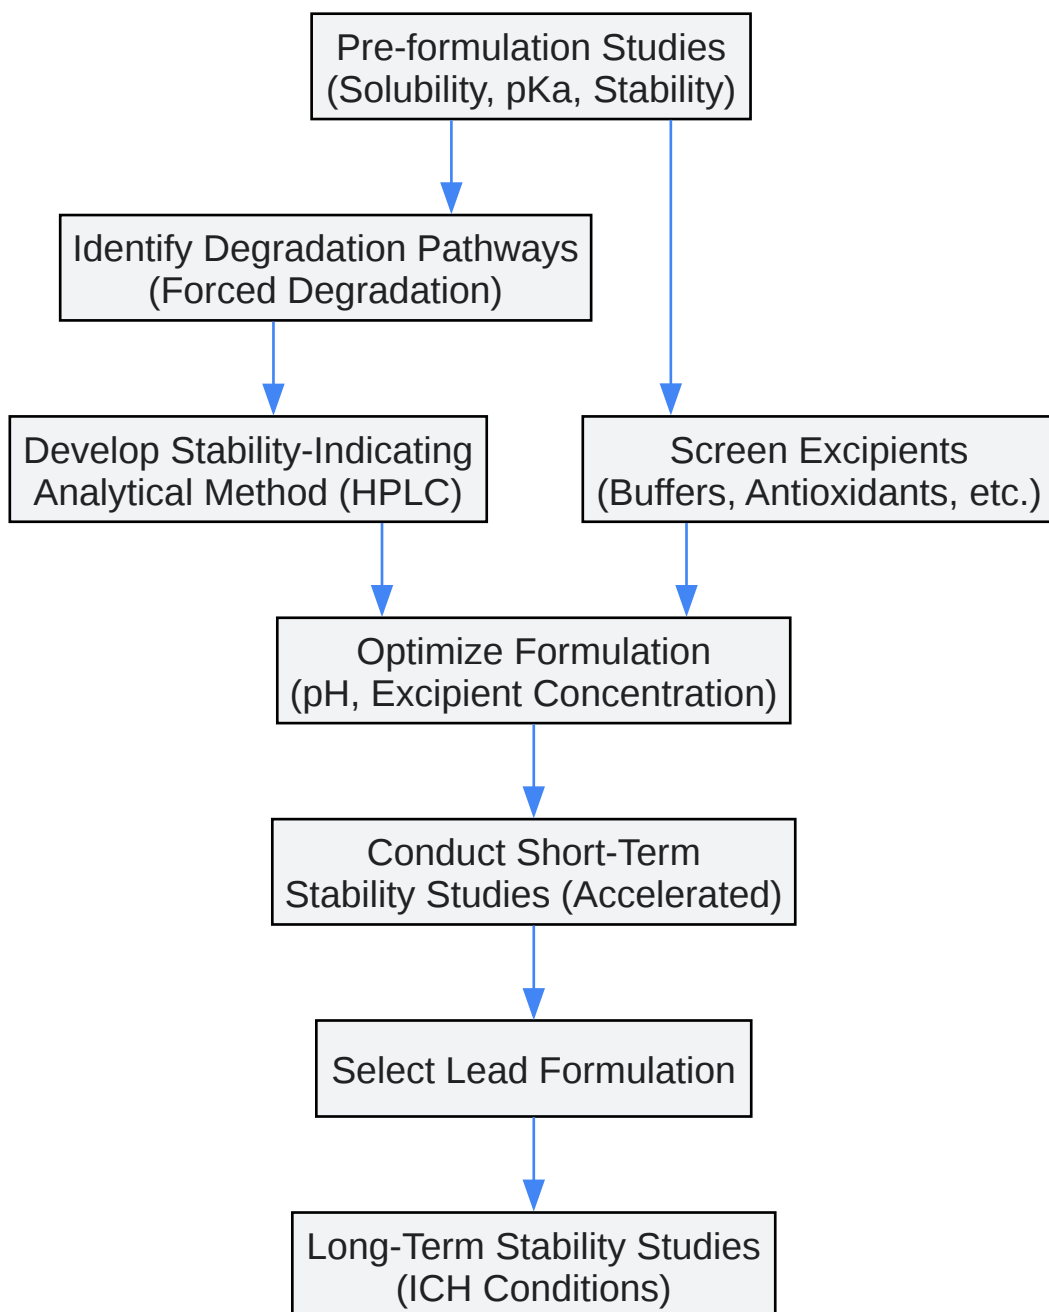 Pre-formulation Studies
(Solubility, pKa, Stability)
Identify Degradation Pathways
(Forced Degradation)
Develop Stability-Indicating
Analytical Method (HPLC)
Screen Excipients
(Buffers, Antioxidants, etc.)
Optimize Formulation
(pH, Excipient Concentration)
Conduct Short-Term
Stability Studies (Accelerated)
Select Lead Formulation
Long-Term Stability Studies
(ICH Conditions)